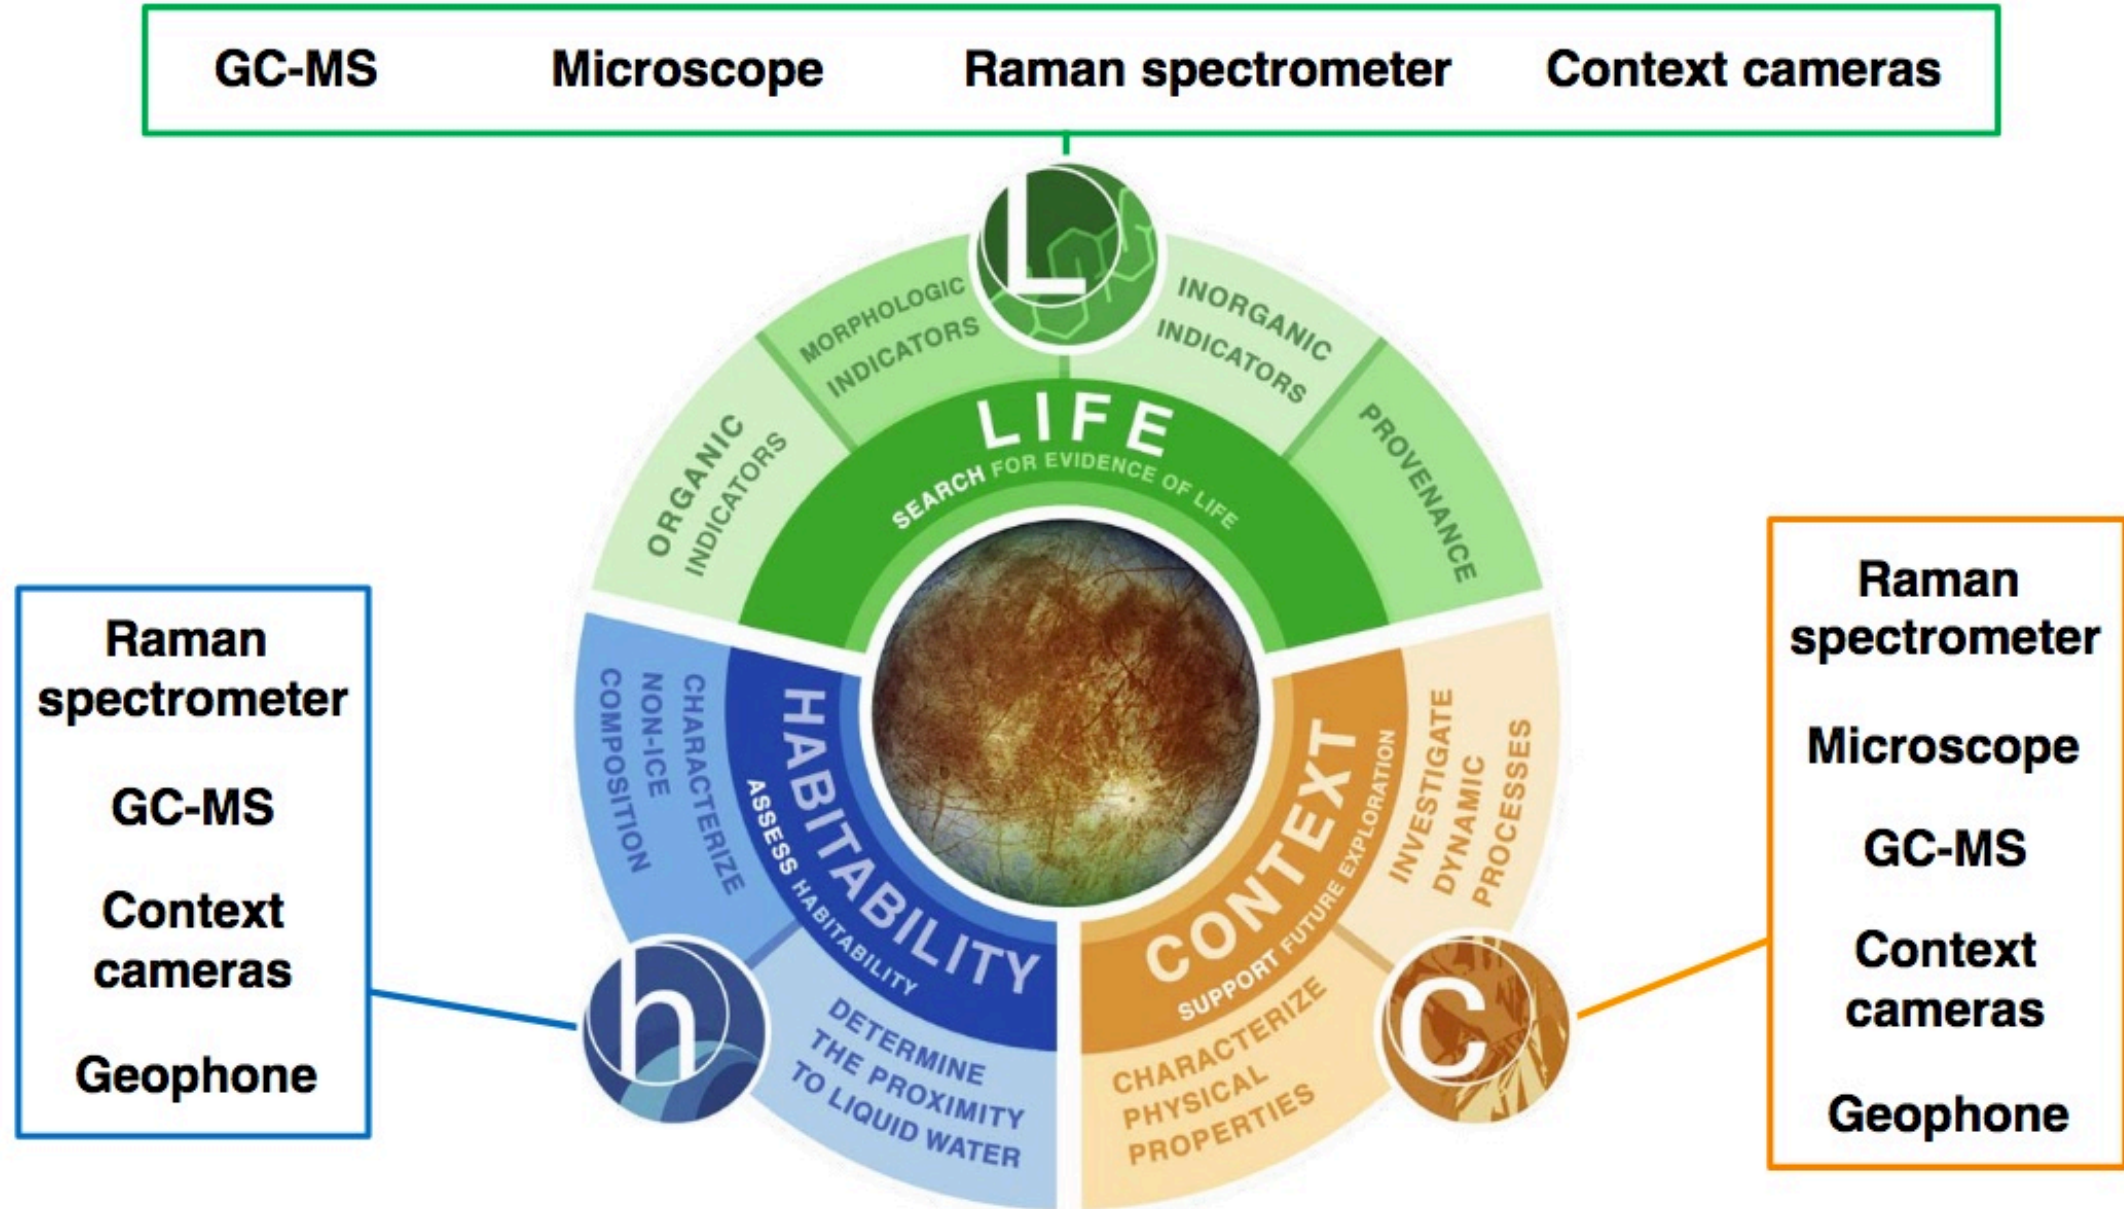 GC-MS Microscope Raman spectrometer Context cameras
L
MORPHOLOGIC
INDICATORS
INORGANIC
INDICATORS
ORGANIC
INDICATORS
PROVENANCE
LIFE
SEARCH FOR EVIDENCE OF LIFE
Raman
spectrometer
GC-MS
Context
cameras
Geophone
CHARACTERIZE
NON-ICE
COMPOSITION
HABITABILITY
ASSESS HABITABILITY
h
DETERMINE
THE PROXIMITY
TO LIQUID WATER
CONTEXT
SUPPORT FUTURE EXPLORATION
INVESTIGATE
DYNAMIC
PROCESSES
CHARACTERIZE
PHYSICAL
PROPERTIES
C
Raman
spectrometer
Microscope
GC-MS
Context
cameras
Geophone